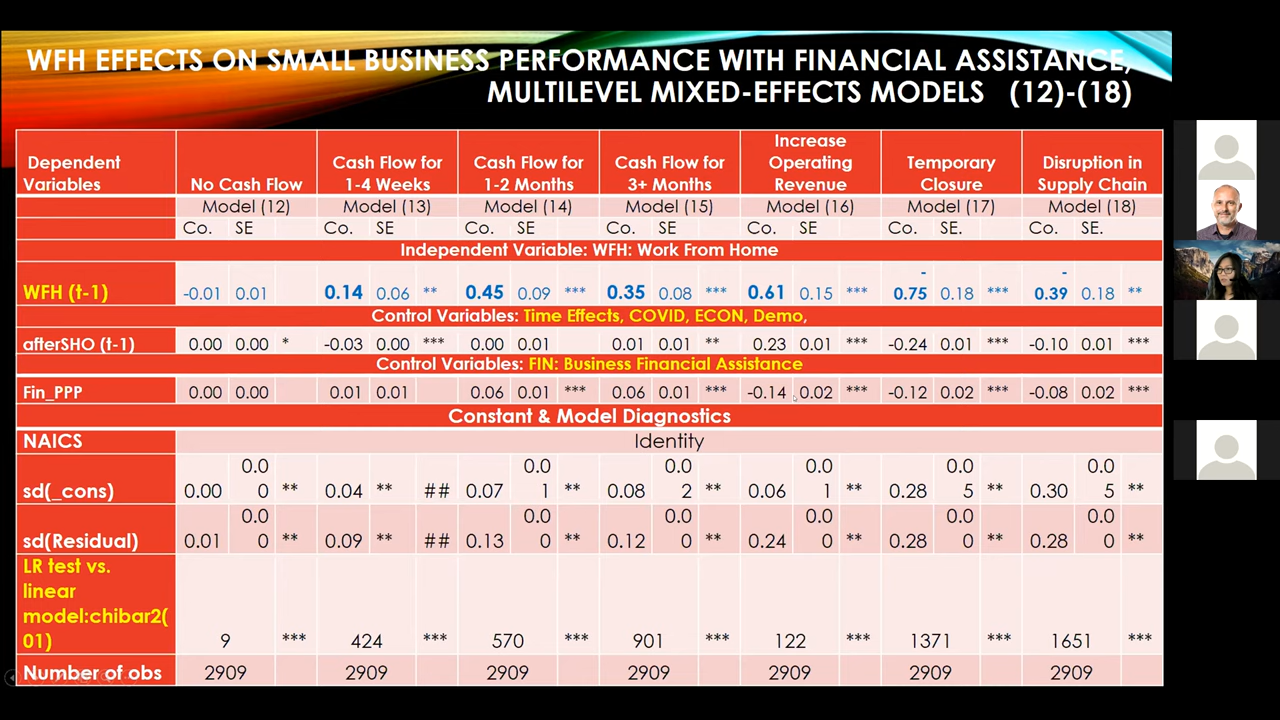 WFH EFFECTS ON SMALL BUSINESS PERFORMANCE WITH FINANCIAL ASSISTANCE,
MULTILEVEL MIXED-EFFECTS MODELS (12)-(18)
Dependent Variables No Cash Flow Cash Flow for 1-4 Weeks Cash Flow for 1-2 Months Cash Flow for 3+ Months Increase Operating Revenue Temporary Closure Disruption in Supply Chain
Model (12) Model (13) Model (14) Model (15) Model (16) Model (17) Model (18)
Co. SE Co. SE Co. SE Co. SE Co. SE Co. SE. Co. SE.
Independent Variable: WFH: Work From Home
WFH (t-1) -0.01 0.01 0.14 0.06 ** 0.45 0.09 *** 0.35 0.08 *** 0.61 0.15 *** -0.75 0.18 *** -0.39 0.18 **
Control Variables: Time Effects, COVID, ECON, Demo,
afterSHO (t-1) 0.00 0.00 * -0.03 0.00 *** 0.00 0.01 0.01 0.01 ** 0.23 0.01 *** -0.24 0.01 *** -0.10 0.01 ***
Control Variables: FIN: Business Financial Assistance
Fin_PPP 0.00 0.00 0.01 0.01 0.06 0.01 *** 0.06 0.01 *** -0.14 0.02 *** -0.12 0.02 *** -0.08 0.02 ***
Constant & Model Diagnostics
NAICS Identity
sd(_cons) 0.00 0.00 ** 0.04 ** ## 0.07 0.01 ** 0.08 0.02 ** 0.06 0.01 ** 0.28 0.05 ** 0.30 0.05 **
sd(Residual) 0.01 0.00 ** 0.09 ** ## 0.13 0.00 ** 0.12 0.00 ** 0.24 0.00 ** 0.28 0.00 ** 0.28 0.00 **
LR test vs. linear model:chibar2(01) 9 *** 424 *** 570 *** 901 *** 122 *** 1371 *** 1651 ***
Number of obs 2909 2909 2909 2909 2909 2909 2909